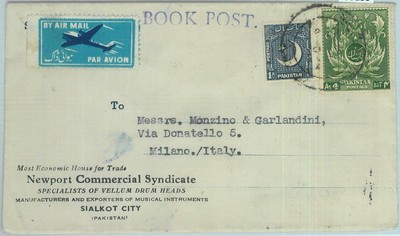 BOOK POST.
BY AIR MAIL
PAR AVION
PAKISTAN
PAKISTAN
POSTAGE
To
Messrs. Monzino & Garlandini,
Via Donatello 5.
Milano./Italy.
Most Economic House for Trade
Newport Commercial Syndicate
SPECIALISTS OF VELLUM DRUM HEADS
MANUFACTURERS AND EXPORTERS OF MUSICAL INSTRUMENTS
SIALKOT CITY
(PAKISTAN)